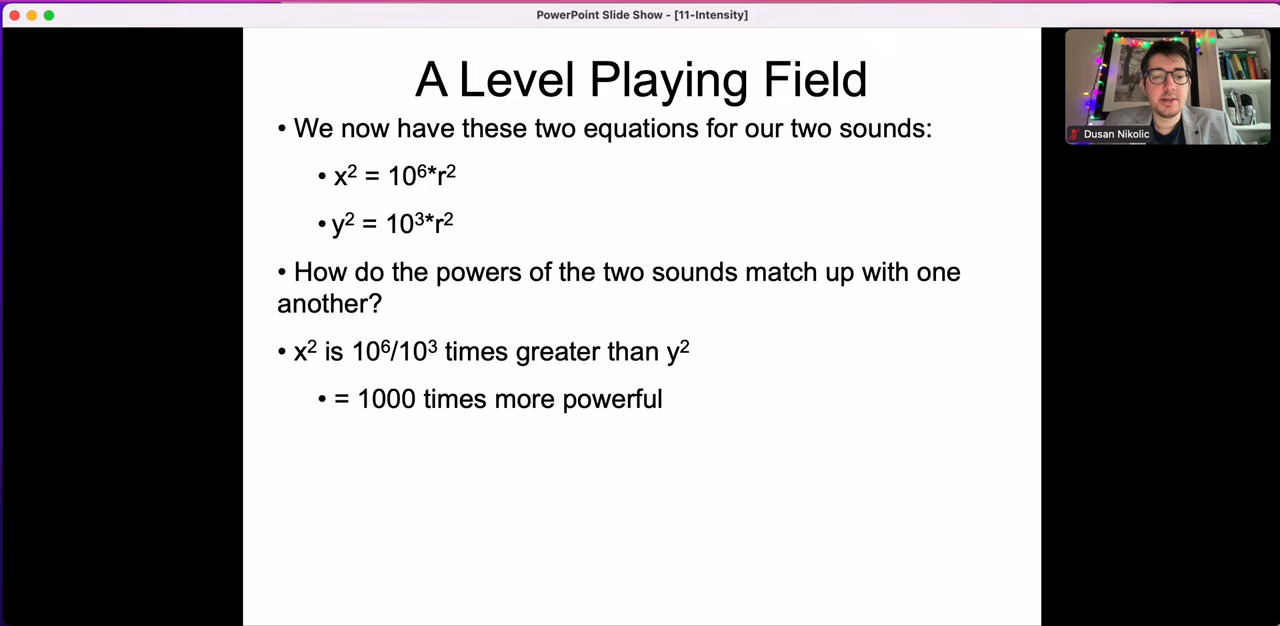 PowerPoint Slide Show - [11-Intensity]
A Level Playing Field
• We now have these two equations for our two sounds:
• x² = 10⁶*r²
• y² = 10³*r²
• How do the powers of the two sounds match up with one
another?
• x² is 10⁶/10³ times greater than y²
• = 1000 times more powerful
Dusan Nikolic